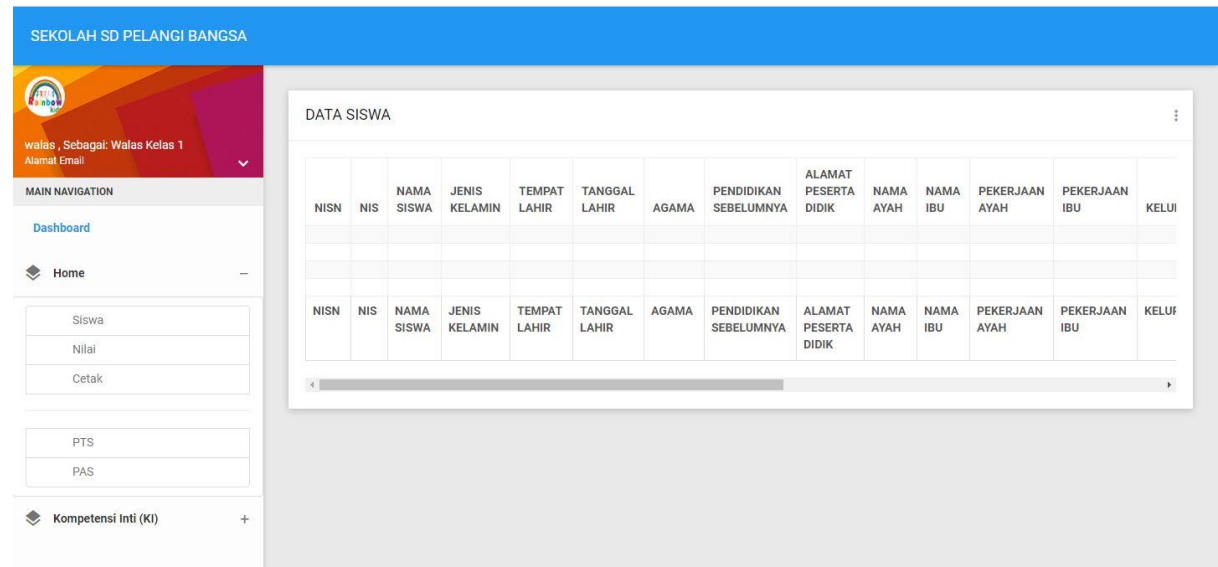 SEKOLAH SD PELANGI BANGSA
Rainbow
walas , Sebagai: Walas Kelas 1
Alamat Email
MAIN NAVIGATION
Dashboard
Home
Siswa
Nilai
Cetak
PTS
PAS
Kompetensi Inti (KI)
DATA SISWA
NISN NIS NAMA SISWA JENIS KELAMIN TEMPAT LAHIR TANGGAL LAHIR AGAMA PENDIDIKAN SEBELUMNYA ALAMAT PESERTA DIDIK NAMA AYAH NAMA IBU PEKERJAAN AYAH PEKERJAAN IBU
NISN NIS NAMA SISWA JENIS KELAMIN TEMPAT LAHIR TANGGAL LAHIR AGAMA PENDIDIKAN SEBELUMNYA ALAMAT PESERTA DIDIK NAMA AYAH NAMA IBU PEKERJAAN AYAH PEKERJAAN IBU